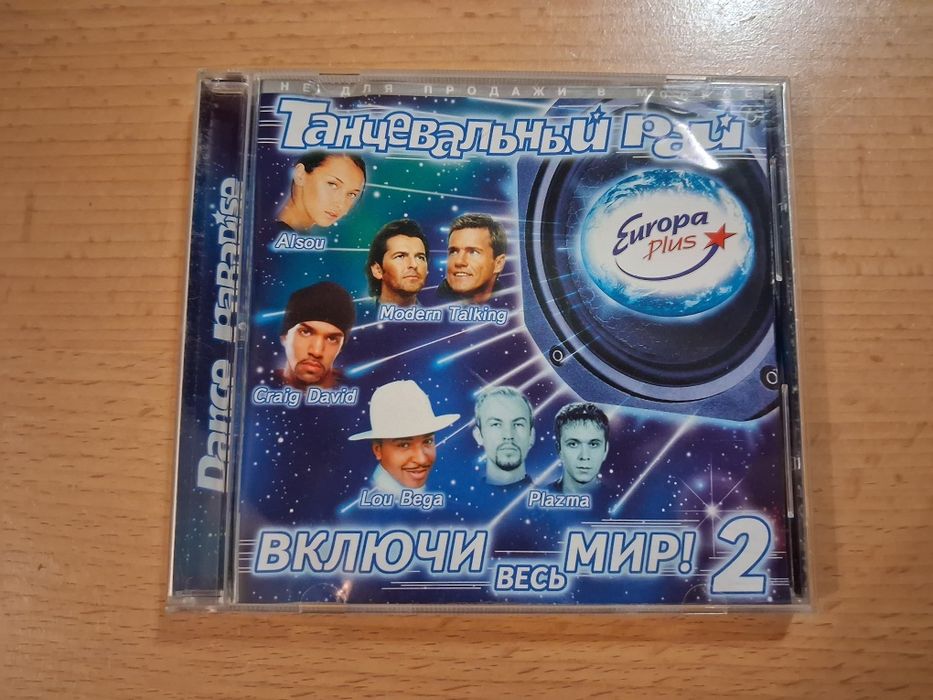 НЕ ДЛЯ ПРОДАЖИ В МОСКВЕ
Танцевальный рай
Dance paradise
Europa
plus
Alsou
Modern Talking
Craig David
Lou Bega
Plazma
ВКЛЮЧИ ВЕСЬ МИР! 2